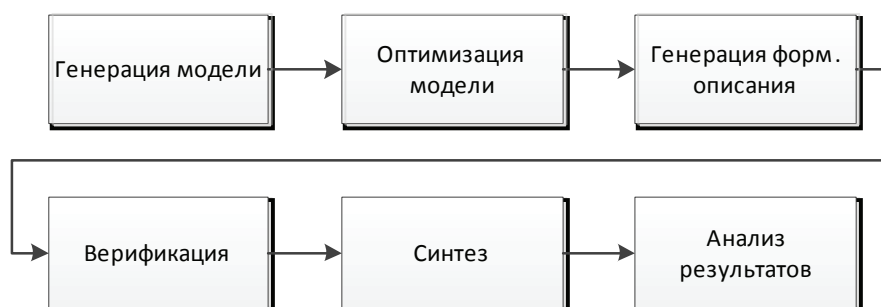 Генерация модели
Оптимизация
модели
Генерация форм.
описания
Верификация
Синтез
Анализ
результатов